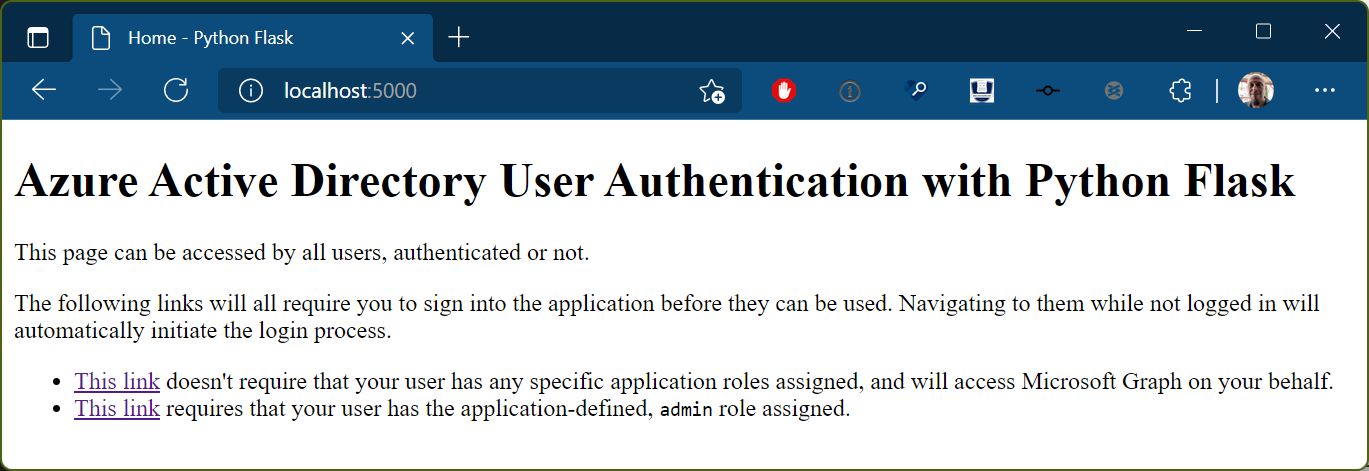 Home - Python Flask
localhost:5000
Azure Active Directory User Authentication with Python Flask
This page can be accessed by all users, authenticated or not.
The following links will all require you to sign into the application before they can be used. Navigating to them while not logged in will
automatically initiate the login process.
• This link doesn't require that your user has any specific application roles assigned, and will access Microsoft Graph on your behalf.
• This link requires that your user has the application-defined, admin role assigned.